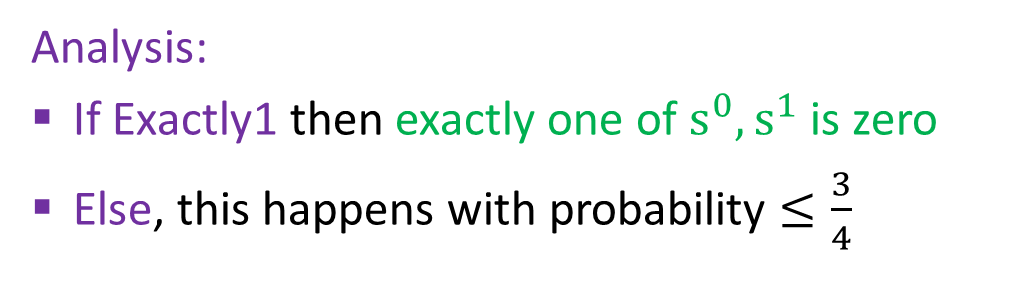 Analysis:
▪ If Exactly1 then exactly one of s⁰, s¹ is zero
▪ Else, this happens with probability ≤ 3/4